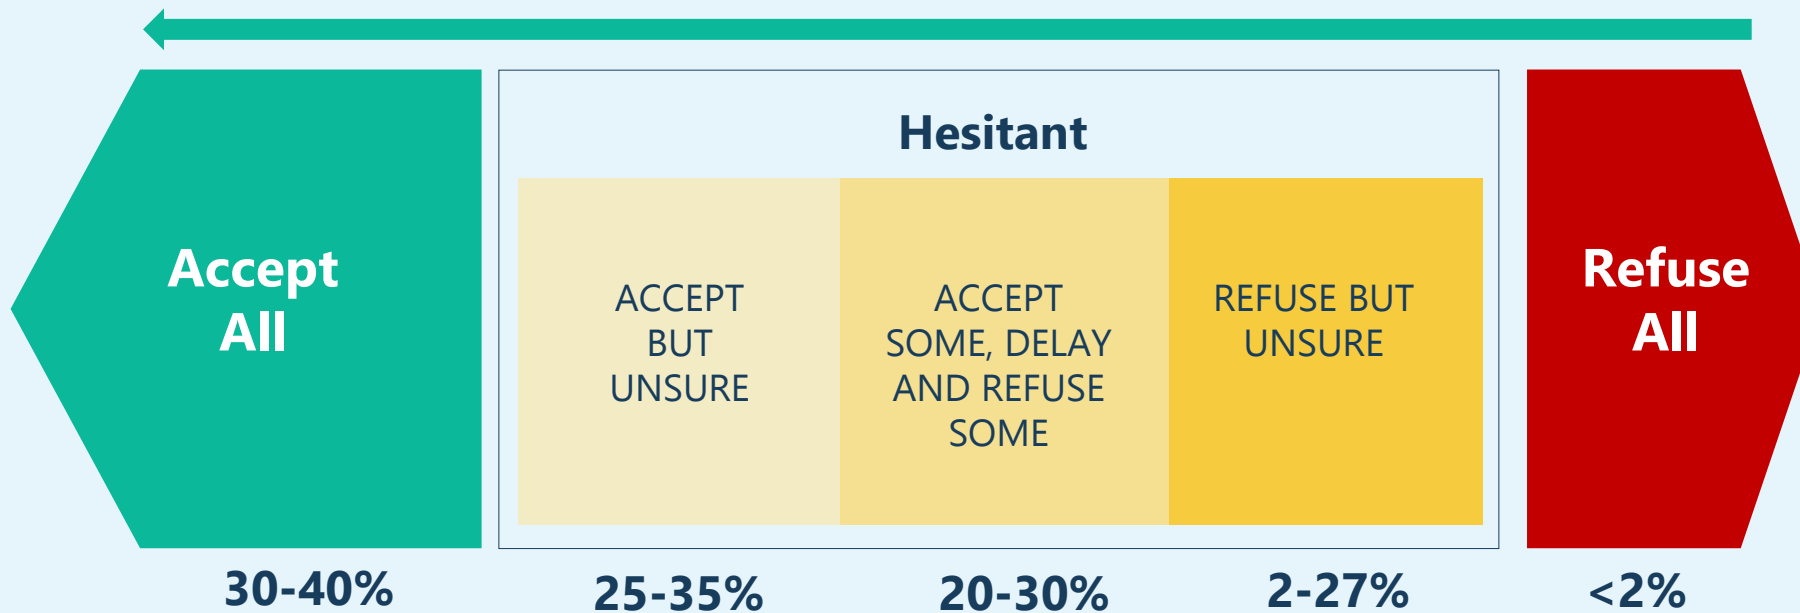 Hesitant
Accept
All
ACCEPT
BUT
UNSURE
ACCEPT
SOME, DELAY
AND REFUSE
SOME
REFUSE BUT
UNSURE
Refuse
All
30-40%
25-35%
20-30%
2-27%
<2%